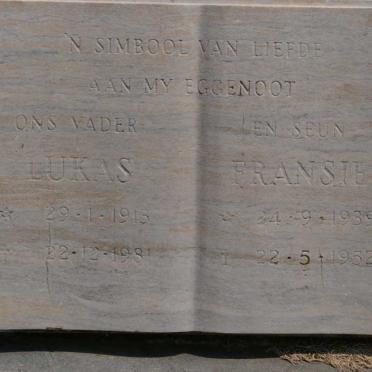 'N SIMBOOL VAN LIEFDE
AAN MY EGGENOOT
ONS VADER EN SEUN
LUKAS FRANSIE
☆ 29·1·1915 ☆ 24·9·1939
† 22·12·1981 † 22·5·1952